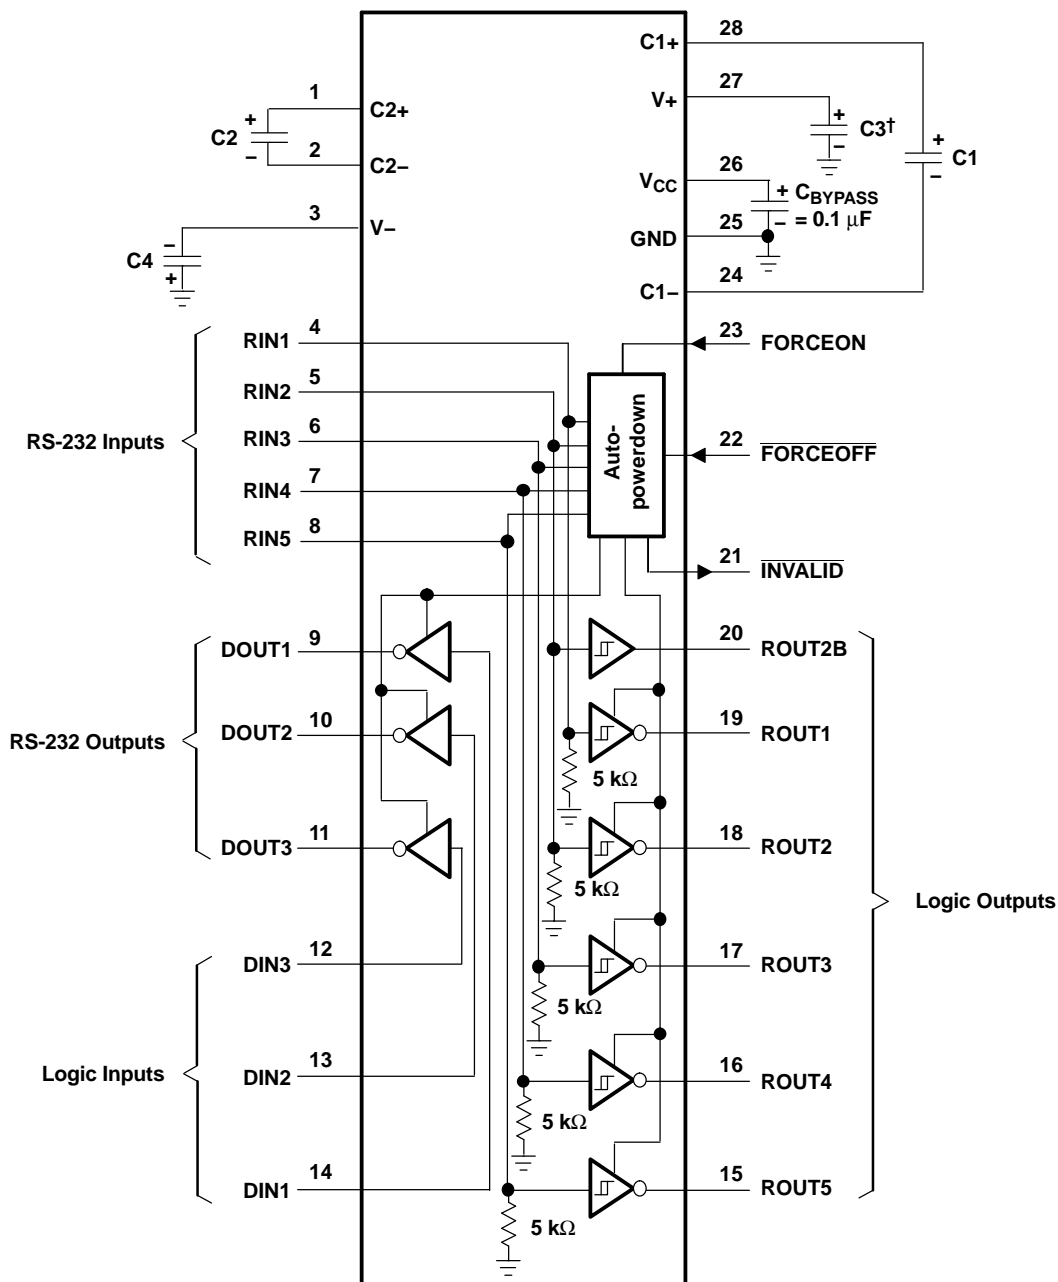 28
C1+
27
V+
C3†
+
−
1
C2+
+
C2
−
2
C2−
+
C1
−
26
VCC
+ CBYPASS
− = 0.1 μF
25
GND
3
V−
−
C4
+
24
C1−
4
RIN1
23
FORCEON
5
RIN2
6
RIN3
RS-232 Inputs
Auto-
powerdown
22
FORCEOFF
7
RIN4
8
RIN5
21
INVALID
9
DOUT1
20
ROUT2B
10
DOUT2
RS-232 Outputs
19
ROUT1
5 kΩ
11
DOUT3
18
ROUT2
5 kΩ
Logic Outputs
12
DIN3
17
ROUT3
5 kΩ
13
DIN2
Logic Inputs
16
ROUT4
5 kΩ
14
DIN1
15
ROUT5
5 kΩ